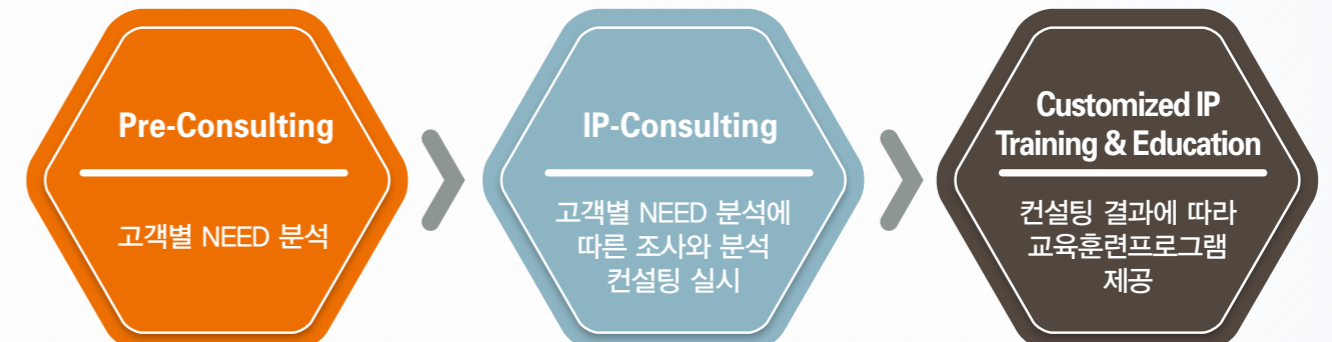 Pre-Consulting
고객별 NEED 분석
IP-Consulting
고객별 NEED 분석에
따른 조사와 분석
컨설팅 실시
Customized IP
Training & Education
컨설팅 결과에 따라
교육훈련프로그램
제공